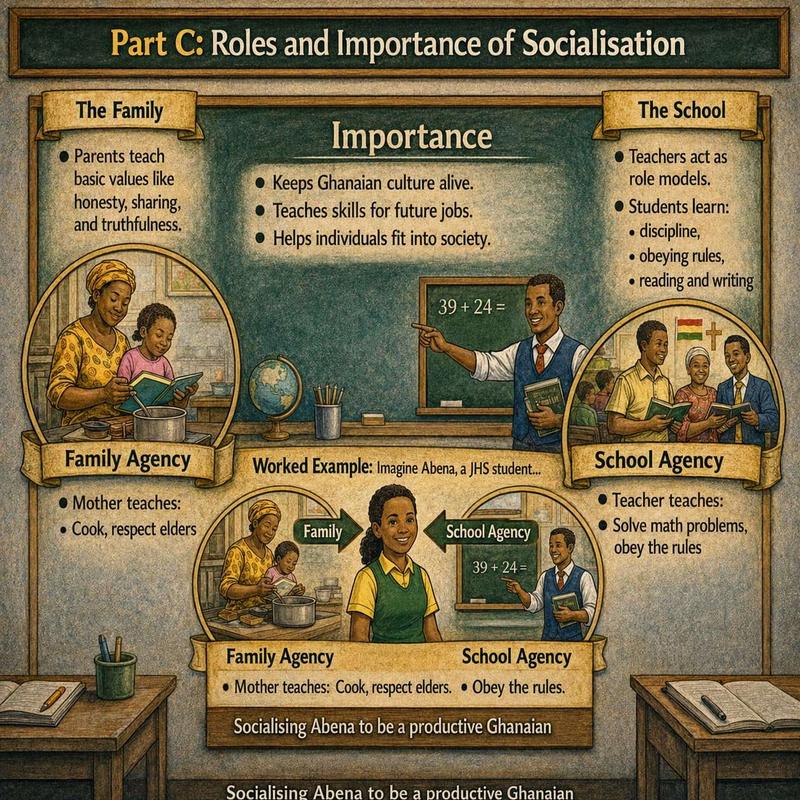 Part C: Roles and Importance of Socialisation
The Family
• Parents teach
basic values like
honesty, sharing,
and truthfulness.
Importance
• Keeps Ghanaian culture alive.
• Teaches skills for future jobs.
• Helps individuals fit into society.
The School
• Teachers act as
role models.
• Students learn:
• discipline,
• obeying rules,
• reading and writing
39 + 24 =
Family Agency
• Mother teaches:
• Cook, respect elders
School Agency
• Teacher teaches:
• Solve math problems,
obey the rules
Worked Example: Imagine Abena, a JHS student...
Family
School Agency
39 + 24 =
Family Agency
• Mother teaches: Cook, respect elders.
School Agency
• Obey the rules.
Socialising Abena to be a productive Ghanaian
Socialising Abena to be a productive Ghanaian